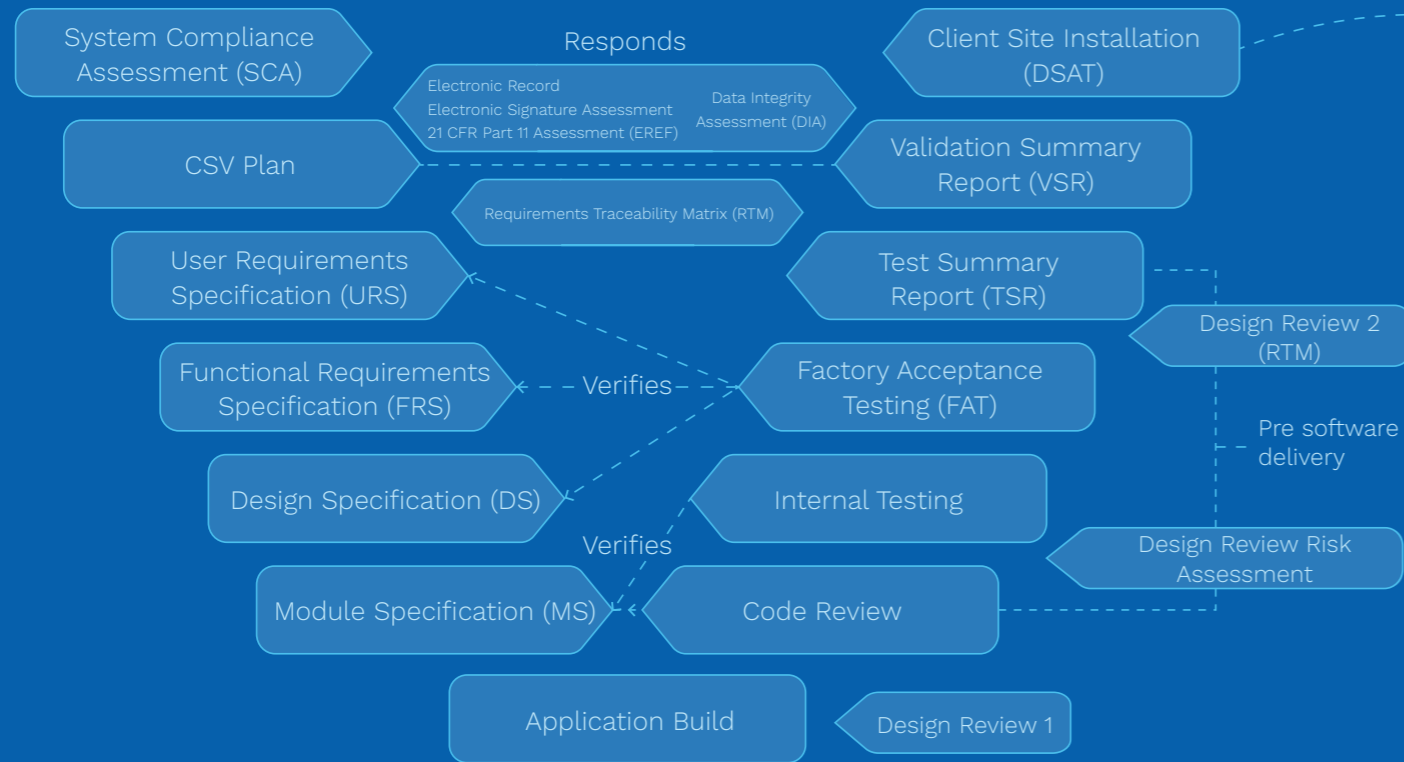 System Compliance
Assessment (SCA)
Responds
Client Site Installation
(DSAT)
Electronic Record
Electronic Signature Assessment
21 CFR Part 11 Assessment (EREF)
Data Integrity
Assessment (DIA)
CSV Plan
Validation Summary
Report (VSR)
Requirements Traceability Matrix (RTM)
User Requirements
Specification (URS)
Test Summary
Report (TSR)
Design Review 2
(RTM)
Functional Requirements
Specification (FRS)
Verifies
Factory Acceptance
Testing (FAT)
Pre software
delivery
Design Specification (DS)
Internal Testing
Verifies
Design Review Risk
Assessment
Module Specification (MS)
Code Review
Application Build
Design Review 1